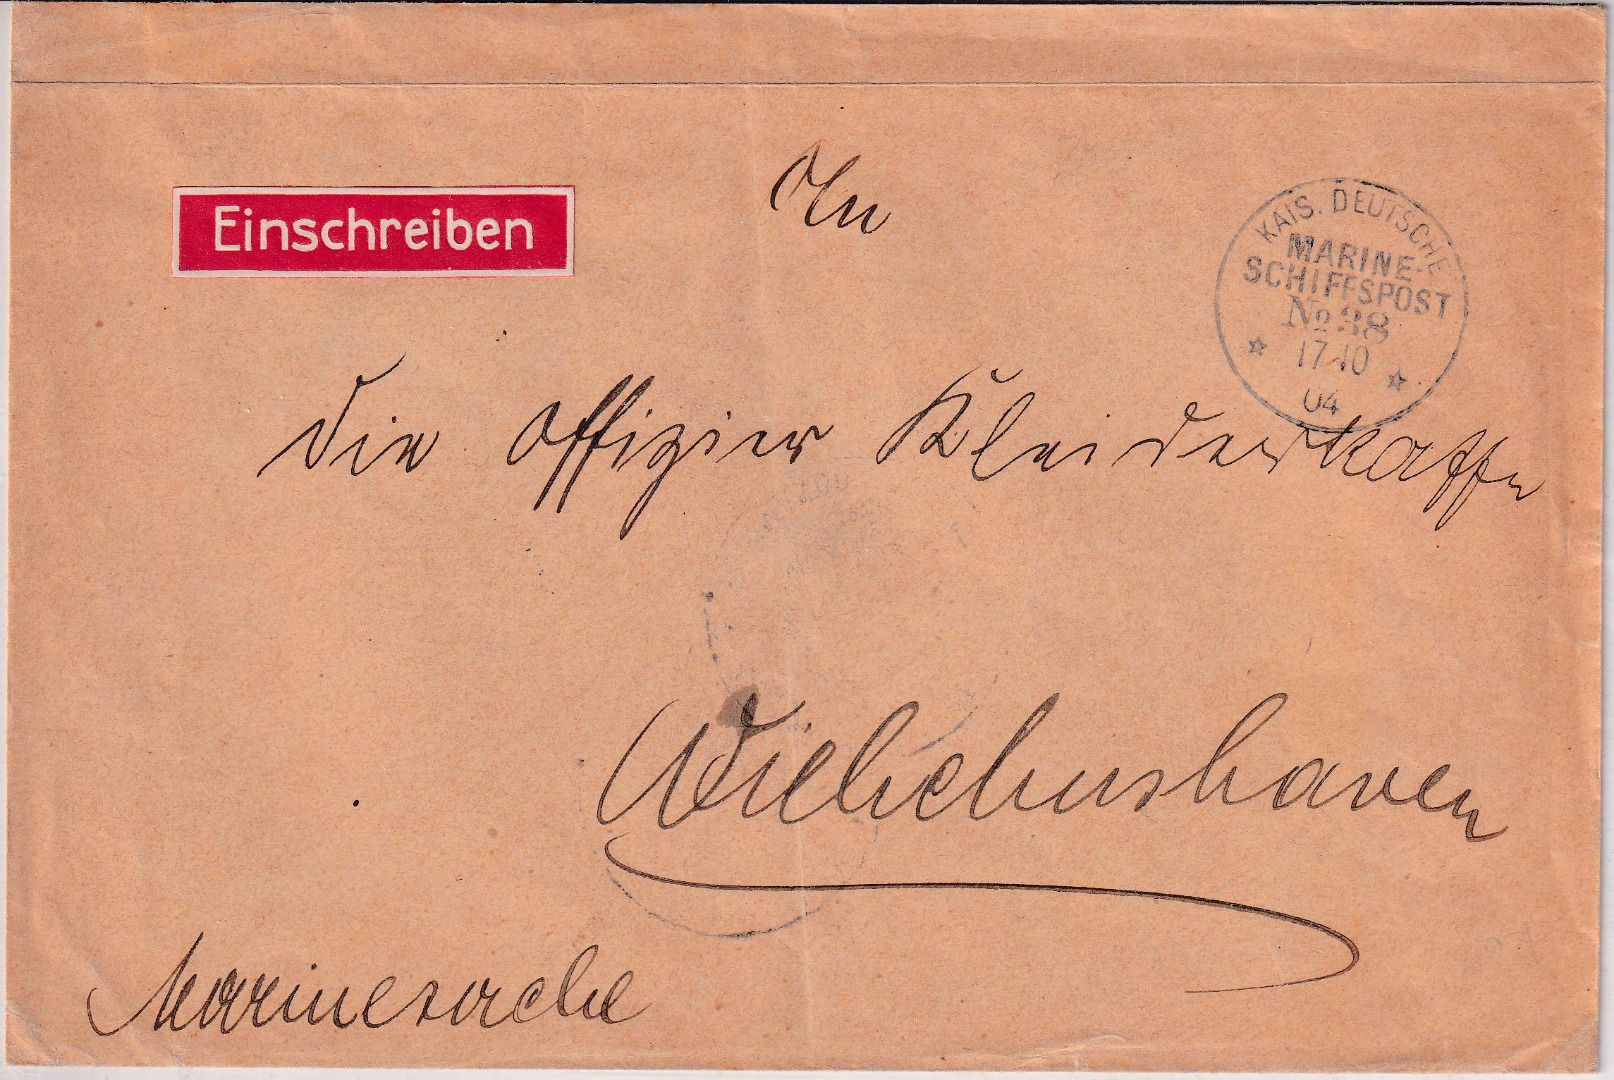 Einschreiben
An
KAIS. DEUTSCHE
MARINE-
SCHIFFSPOST
No 38
17 10
04
die Offizier Kleiderkasse
Wilhelmshaven
Marinesache